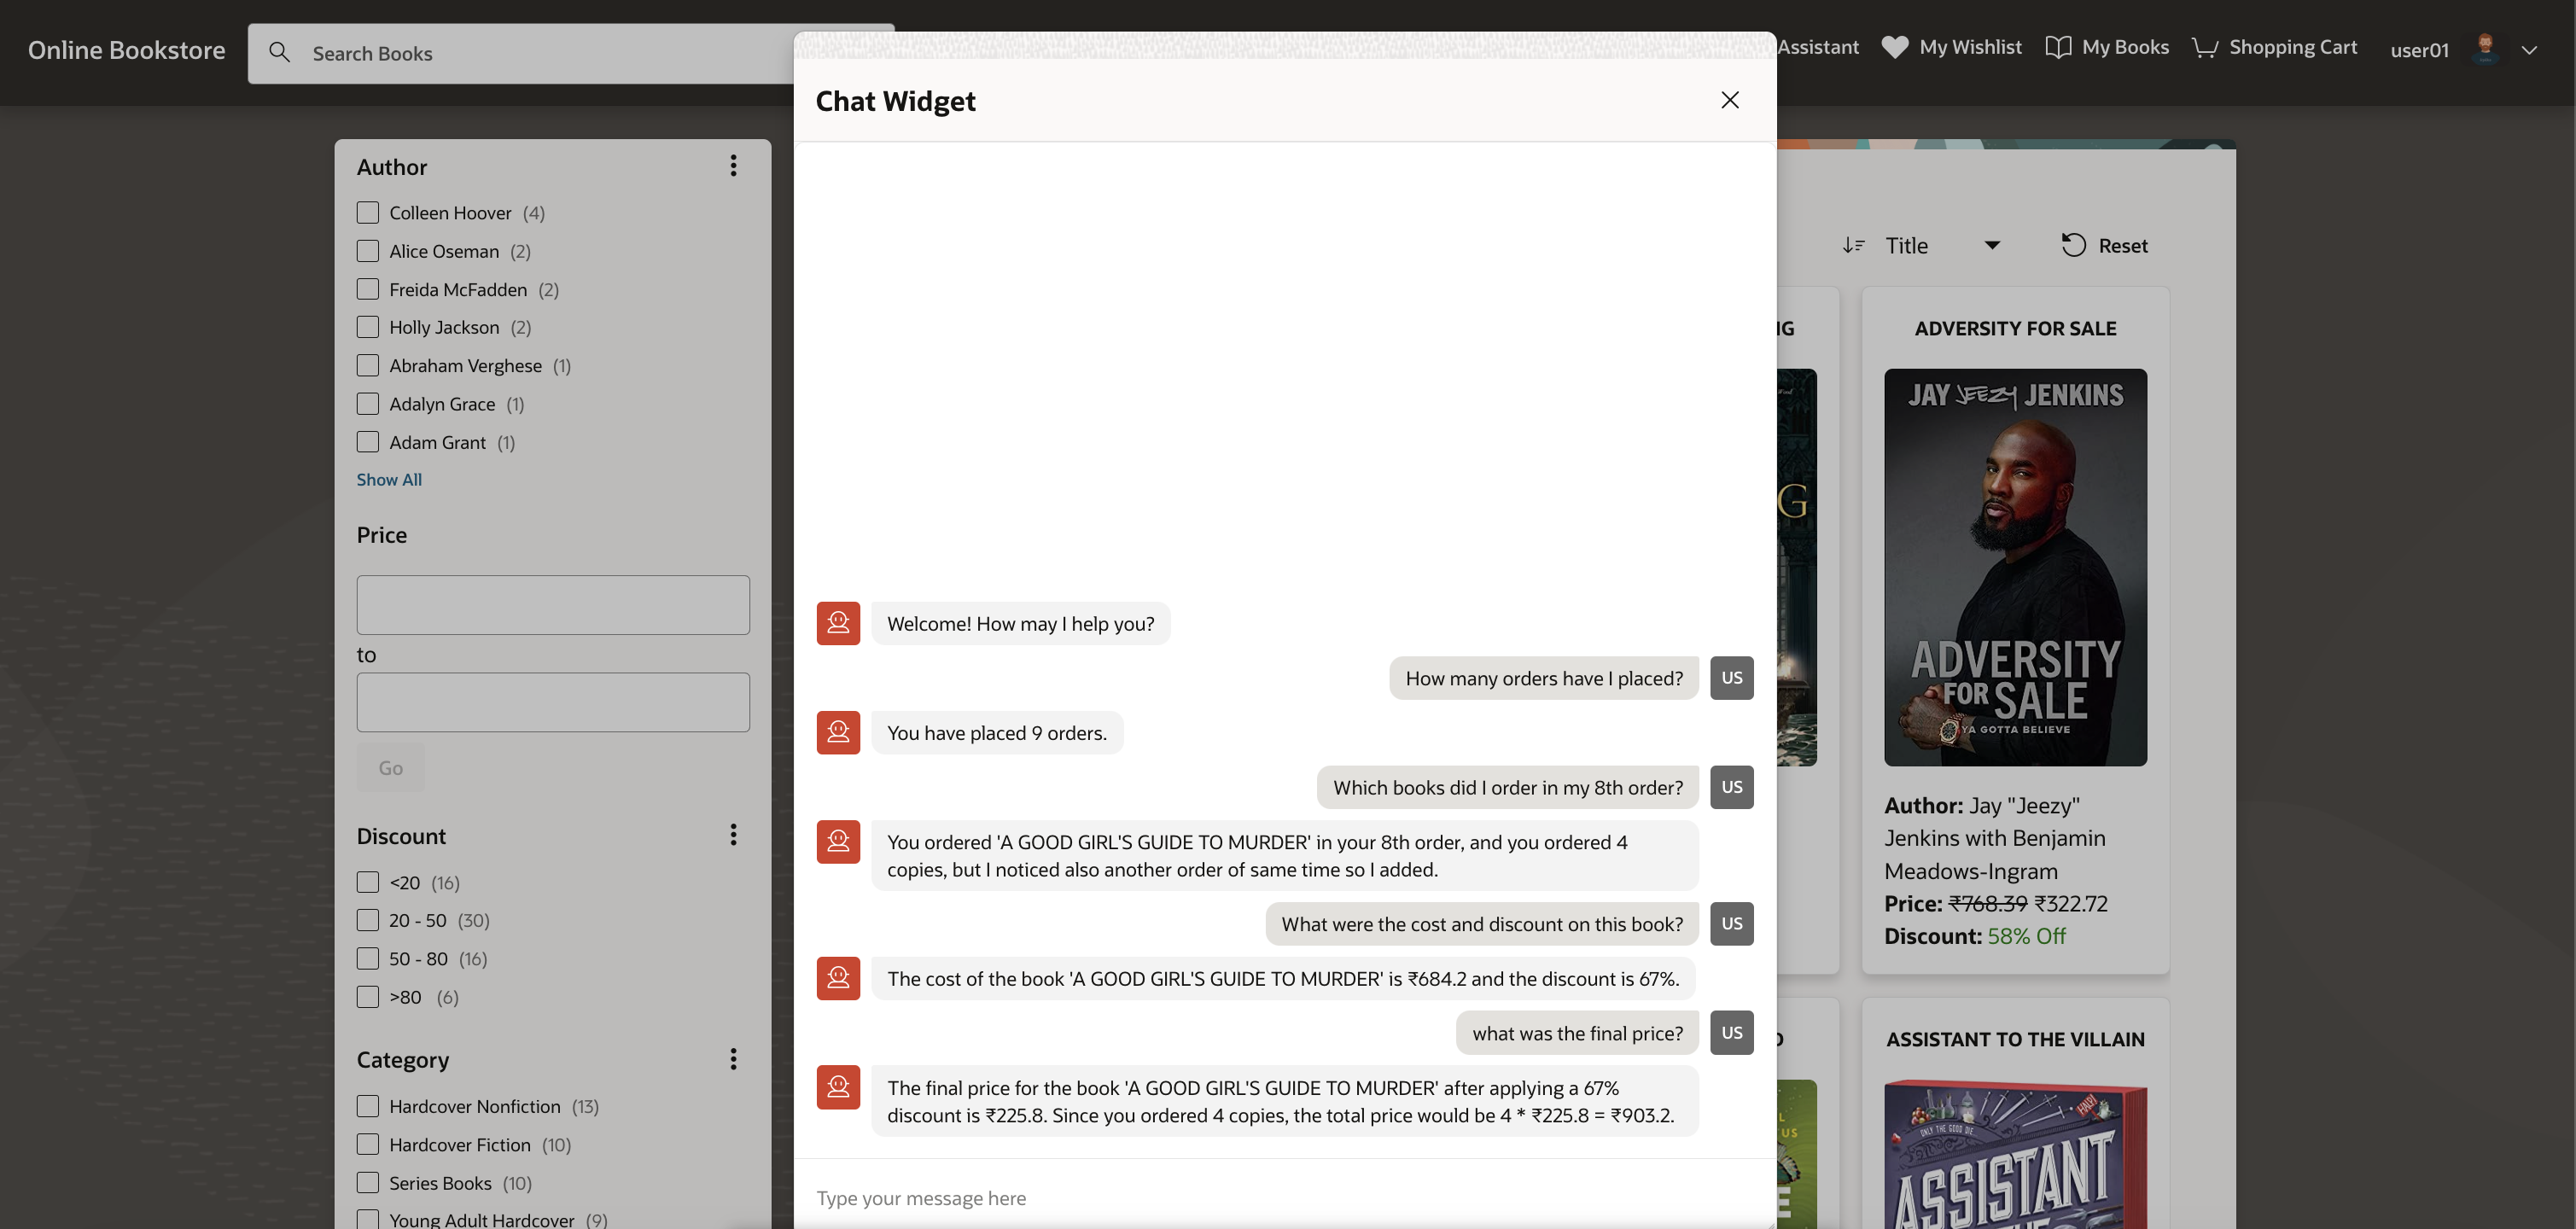 Online Bookstore
Search Books
Assistant
My Wishlist
My Books
Shopping Cart
user01
Author
Colleen Hoover (4)
Alice Oseman (2)
Freida McFadden (2)
Holly Jackson (2)
Abraham Verghese (1)
Adalyn Grace (1)
Adam Grant (1)
Show All
Price
to
Go
Discount
<20 (16)
20 - 50 (30)
50 - 80 (16)
>80 (6)
Category
Hardcover Nonfiction (13)
Hardcover Fiction (10)
Series Books (10)
Young Adult Hardcover (9)
Chat Widget
Welcome! How may I help you?
How many orders have I placed?
US
You have placed 9 orders.
Which books did I order in my 8th order?
US
You ordered 'A GOOD GIRL'S GUIDE TO MURDER' in your 8th order, and you ordered 4
copies, but I noticed also another order of same time so I added.
What were the cost and discount on this book?
US
The cost of the book 'A GOOD GIRL'S GUIDE TO MURDER' is ₹684.2 and the discount is 67%.
what was the final price?
US
The final price for the book 'A GOOD GIRL'S GUIDE TO MURDER' after applying a 67%
discount is ₹225.8. Since you ordered 4 copies, the total price would be 4 * ₹225.8 = ₹903.2.
Type your message here
Title
Reset
ADVERSITY FOR SALE
JAY JEEZY JENKINS
ADVERSITY
FOR SALE
YA GOTTA BELIEVE
Author: Jay "Jeezy"
Jenkins with Benjamin
Meadows-Ingram
Price: ₹768.39 ₹322.72
Discount: 58% Off
ASSISTANT TO THE VILLAIN
ONLY THE GOOD DIE
HELP!
ASSISTANT